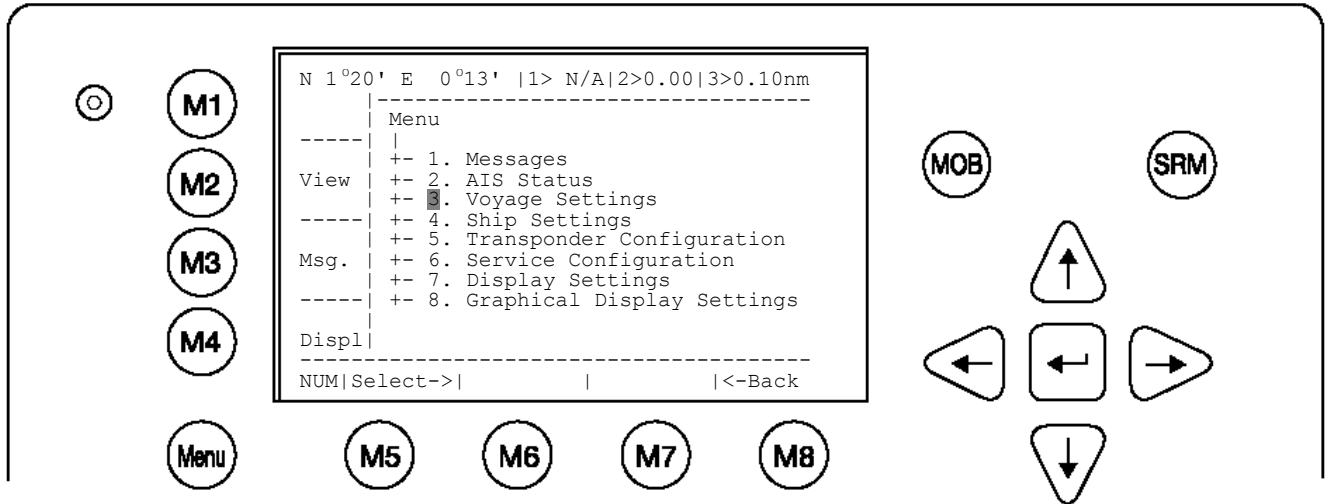 N 1°20' E 0°13' |1> N/A|2>0.00|3>0.10nm
M1
Menu
1. Messages
MOB
SRM
M2
View
+- 2. AIS Status
+- 3. Voyage Settings
+- 4. Ship Settings
+- 5. Transponder Configuration
M3
Msg.
+- 6. Service Configuration
+- 7. Display Settings
+- 8. Graphical Display Settings
M4
Displ
NUM|Select->| | |<-Back
Menu
M5
M6
M7
M8